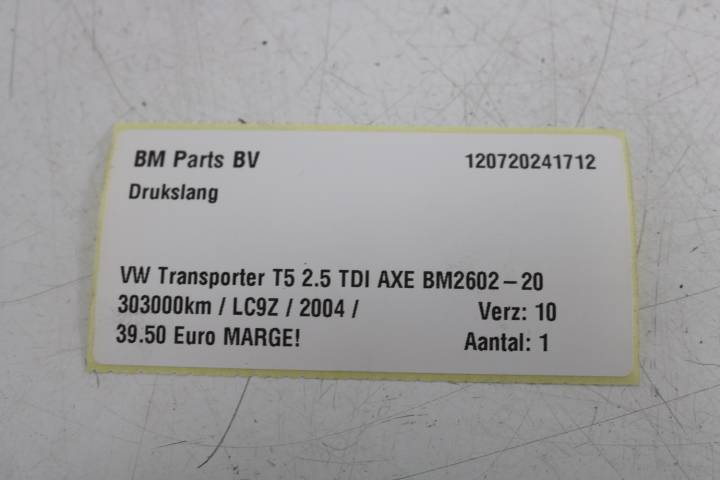 BM Parts BV 120720241712
Drukslang
VW Transporter T5 2.5 TDI AXE BM2602-20
303000km / LC9Z / 2004 / Verz: 10
39.50 Euro MARGE! Aantal: 1